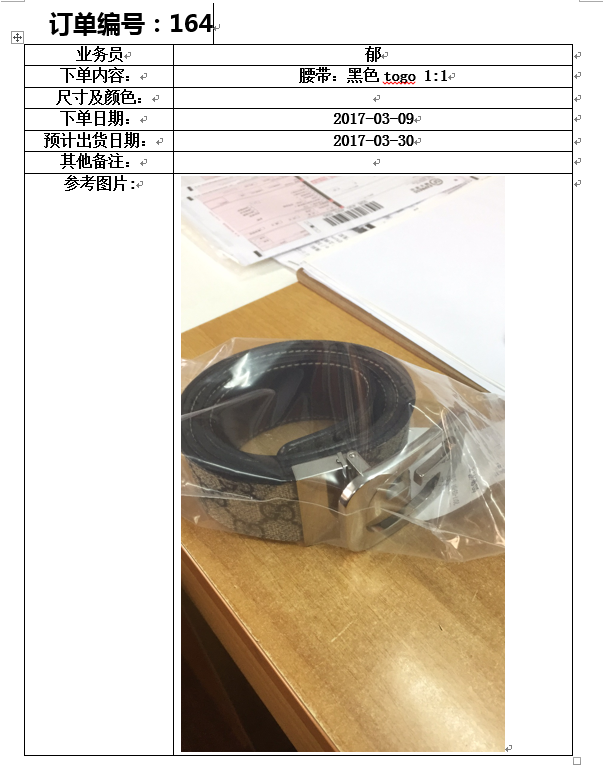 订单编号：164
业务员 郁
下单内容： 腰带：黑色 togo 1:1
尺寸及颜色：
下单日期： 2017-03-09
预计出货日期： 2017-03-30
其他备注：
参考图片: